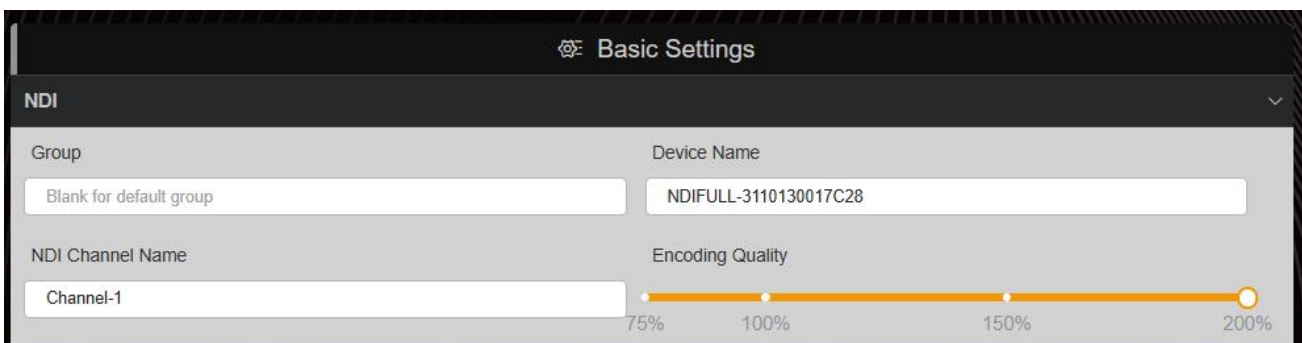 Basic Settings
NDI
Group
Device Name
Blank for default group
NDIFULL-3110130017C28
NDI Channel Name
Encoding Quality
Channel-1
75% 100% 150% 200%